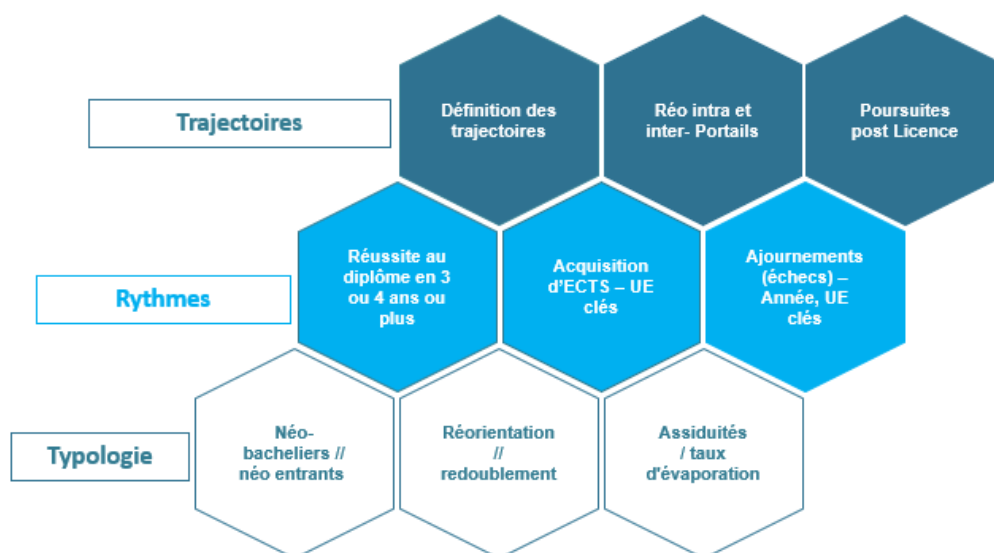 Trajectoires
Définition des
trajectoires
Réo intra et
inter- Portails
Poursuites
post Licence
Rythmes
Réussite au
diplôme en 3
ou 4 ans ou
plus
Acquisition
d'ECTS – UE
clés
Ajournements
(échecs) –
Année, UE
clés
Typologie
Néo-
bacheliers //
néo entrants
Réorientation
//
redoublement
Assiduités
/ taux
d'évaporation